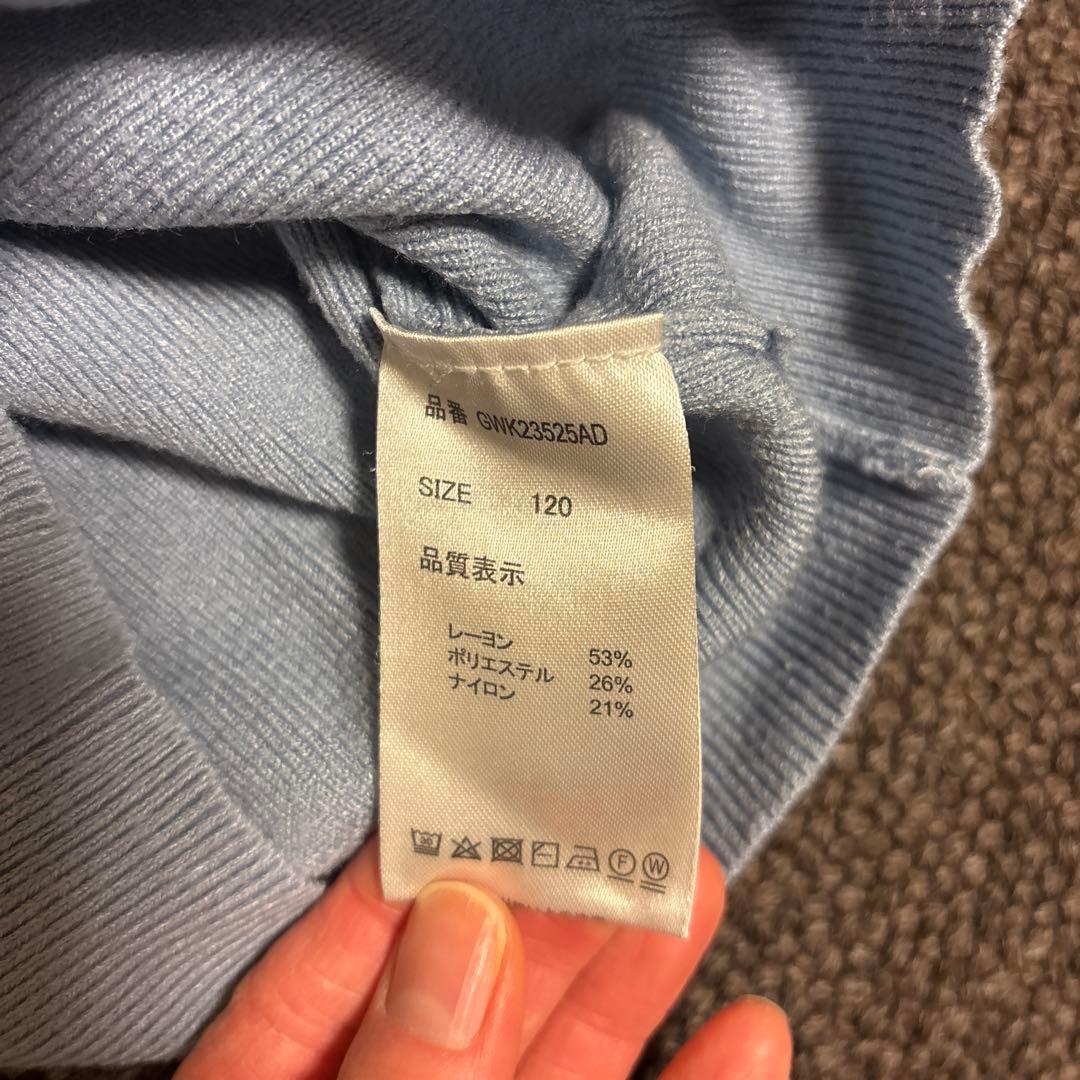 品番 GWK23525AD
SIZE 120
品質表示
レーヨン 53%
ポリエステル 26%
ナイロン 21%
F W